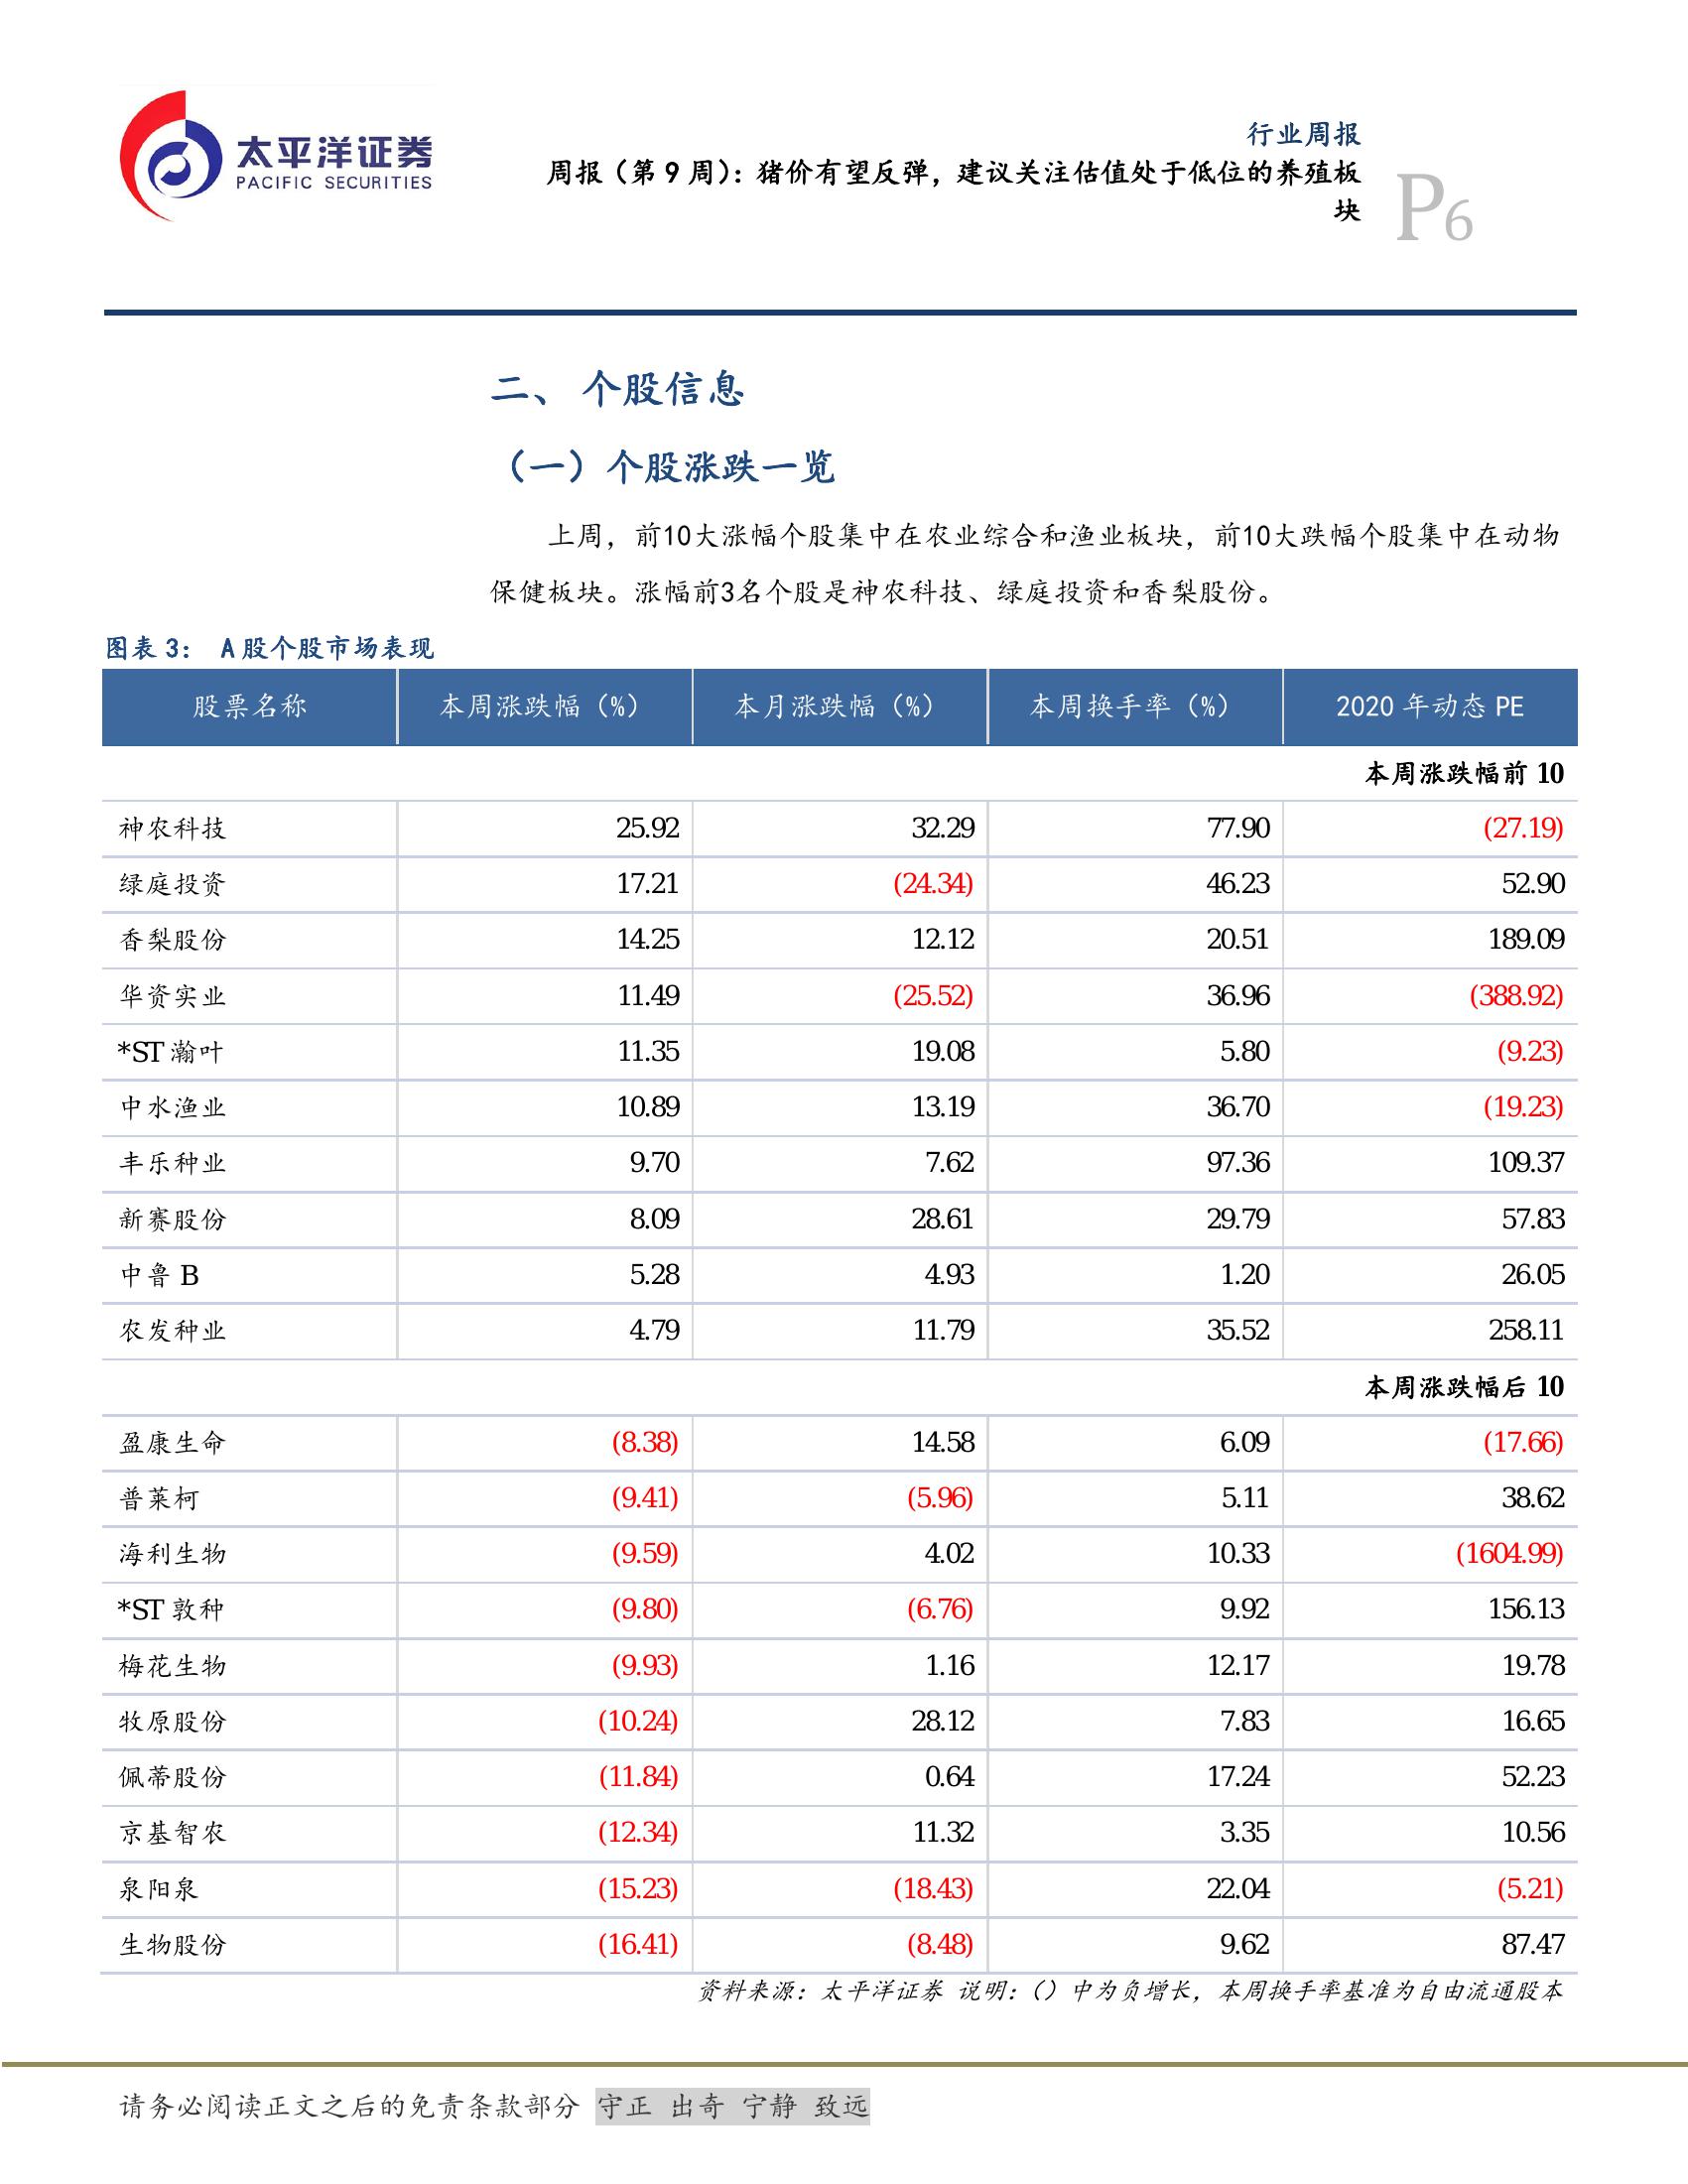 太平洋证券
PACIFIC SECURITIES
行业周报
周报（第 9 周）：猪价有望反弹，建议关注估值处于低位的养殖板
块
P6
二、 个股信息
（一）个股涨跌一览
上周，前10大涨幅个股集中在农业综合和渔业板块，前10大跌幅个股集中在动物
保健板块。涨幅前3名个股是神农科技、绿庭投资和香梨股份。
图表 3： A 股个股市场表现
股票名称 本周涨跌幅（%） 本月涨跌幅（%） 本周换手率（%） 2020 年动态 PE
本周涨跌幅前 10
神农科技 25.92 32.29 77.90 (27.19)
绿庭投资 17.21 (24.34) 46.23 52.90
香梨股份 14.25 12.12 20.51 189.09
华资实业 11.49 (25.52) 36.96 (388.92)
*ST 瀚叶 11.35 19.08 5.80 (9.23)
中水渔业 10.89 13.19 36.70 (19.23)
丰乐种业 9.70 7.62 97.36 109.37
新赛股份 8.09 28.61 29.79 57.83
中鲁 B 5.28 4.93 1.20 26.05
农发种业 4.79 11.79 35.52 258.11
本周涨跌幅后 10
盈康生命 (8.38) 14.58 6.09 (17.66)
普莱柯 (9.41) (5.96) 5.11 38.62
海利生物 (9.59) 4.02 10.33 (1604.99)
*ST 敦种 (9.80) (6.76) 9.92 156.13
梅花生物 (9.93) 1.16 12.17 19.78
牧原股份 (10.24) 28.12 7.83 16.65
佩蒂股份 (11.84) 0.64 17.24 52.23
京基智农 (12.34) 11.32 3.35 10.56
泉阳泉 (15.23) (18.43) 22.04 (5.21)
生物股份 (16.41) (8.48) 9.62 87.47
资料来源：太平洋证券 说明：（）中为负增长，本周换手率基准为自由流通股本
请务必阅读正文之后的免责条款部分 守正 出奇 宁静 致远